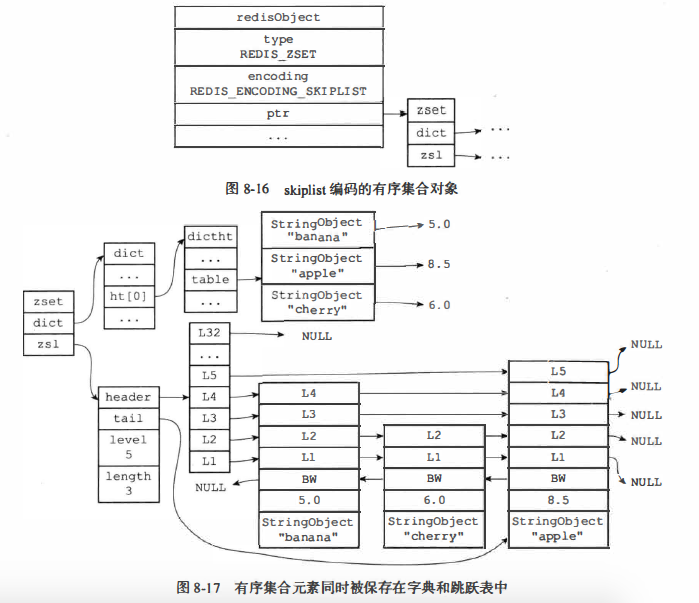 redisObject
type
REDIS_ZSET
encoding
REDIS_ENCODING_SKIPLIST
ptr
...
zset
dict
zsl
...
...
图 8-16 skiplist 编码的有序集合对象
zset
dict
zsl
dict
...
ht[0]
...
dictht
...
table
...
StringObject
"banana"
StringObject
"apple"
StringObject
"cherry"
5.0
8.5
6.0
header
tail
level
5
length
3
L32
...
L5
L4
L3
L2
L1
NULL
NULL
L4
L3
L2
L1
BW
5.0
StringObject
"banana"
L2
L1
BW
6.0
StringObject
"cherry"
L5
L4
L3
L2
L1
BW
8.5
StringObject
"apple"
NULL
NULL
NULL
NULL
NULL
图 8-17 有序集合元素同时被保存在字典和跳跃表中